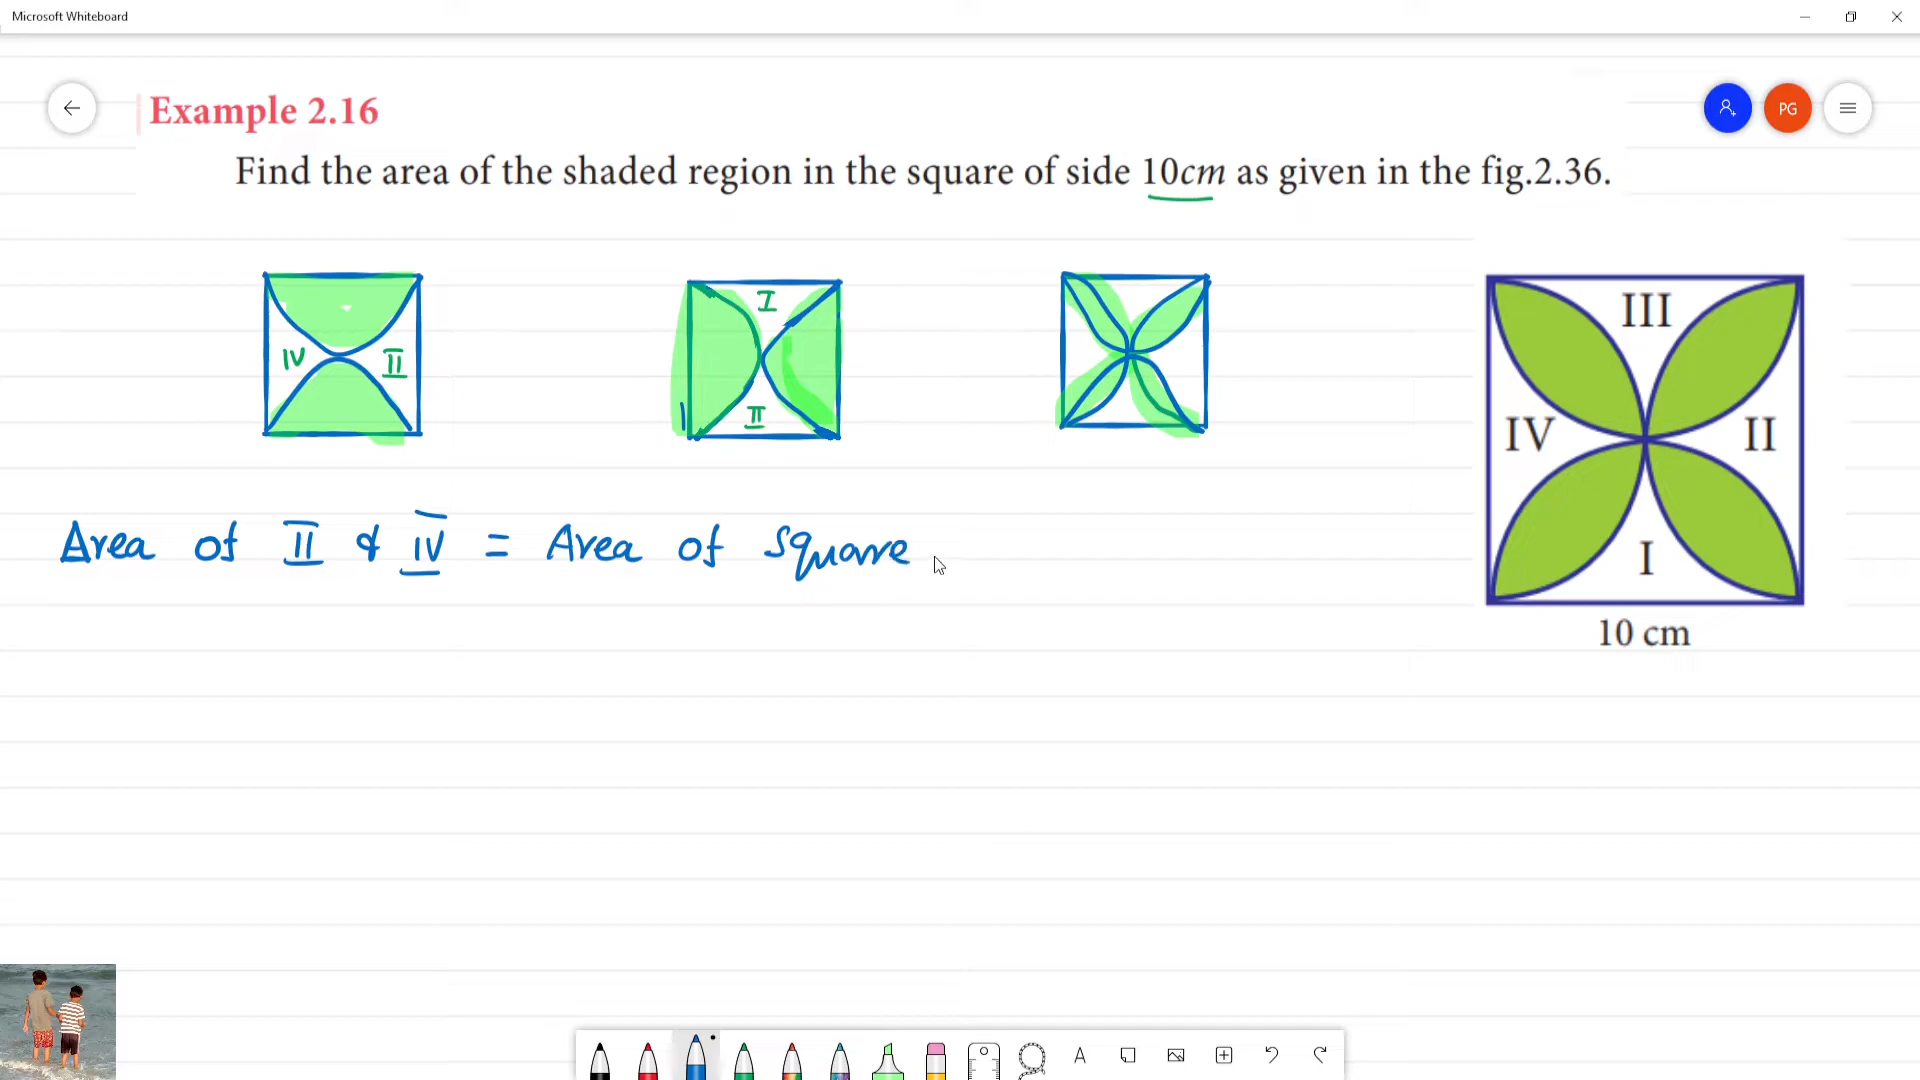 Microsoft Whiteboard
Example 2.16
PG
Find the area of the shaded region in the square of side 10cm as given in the fig.2.36.
IV II
I
II
III
IV II
I
10 cm
Area of II & IV = Area of square
A